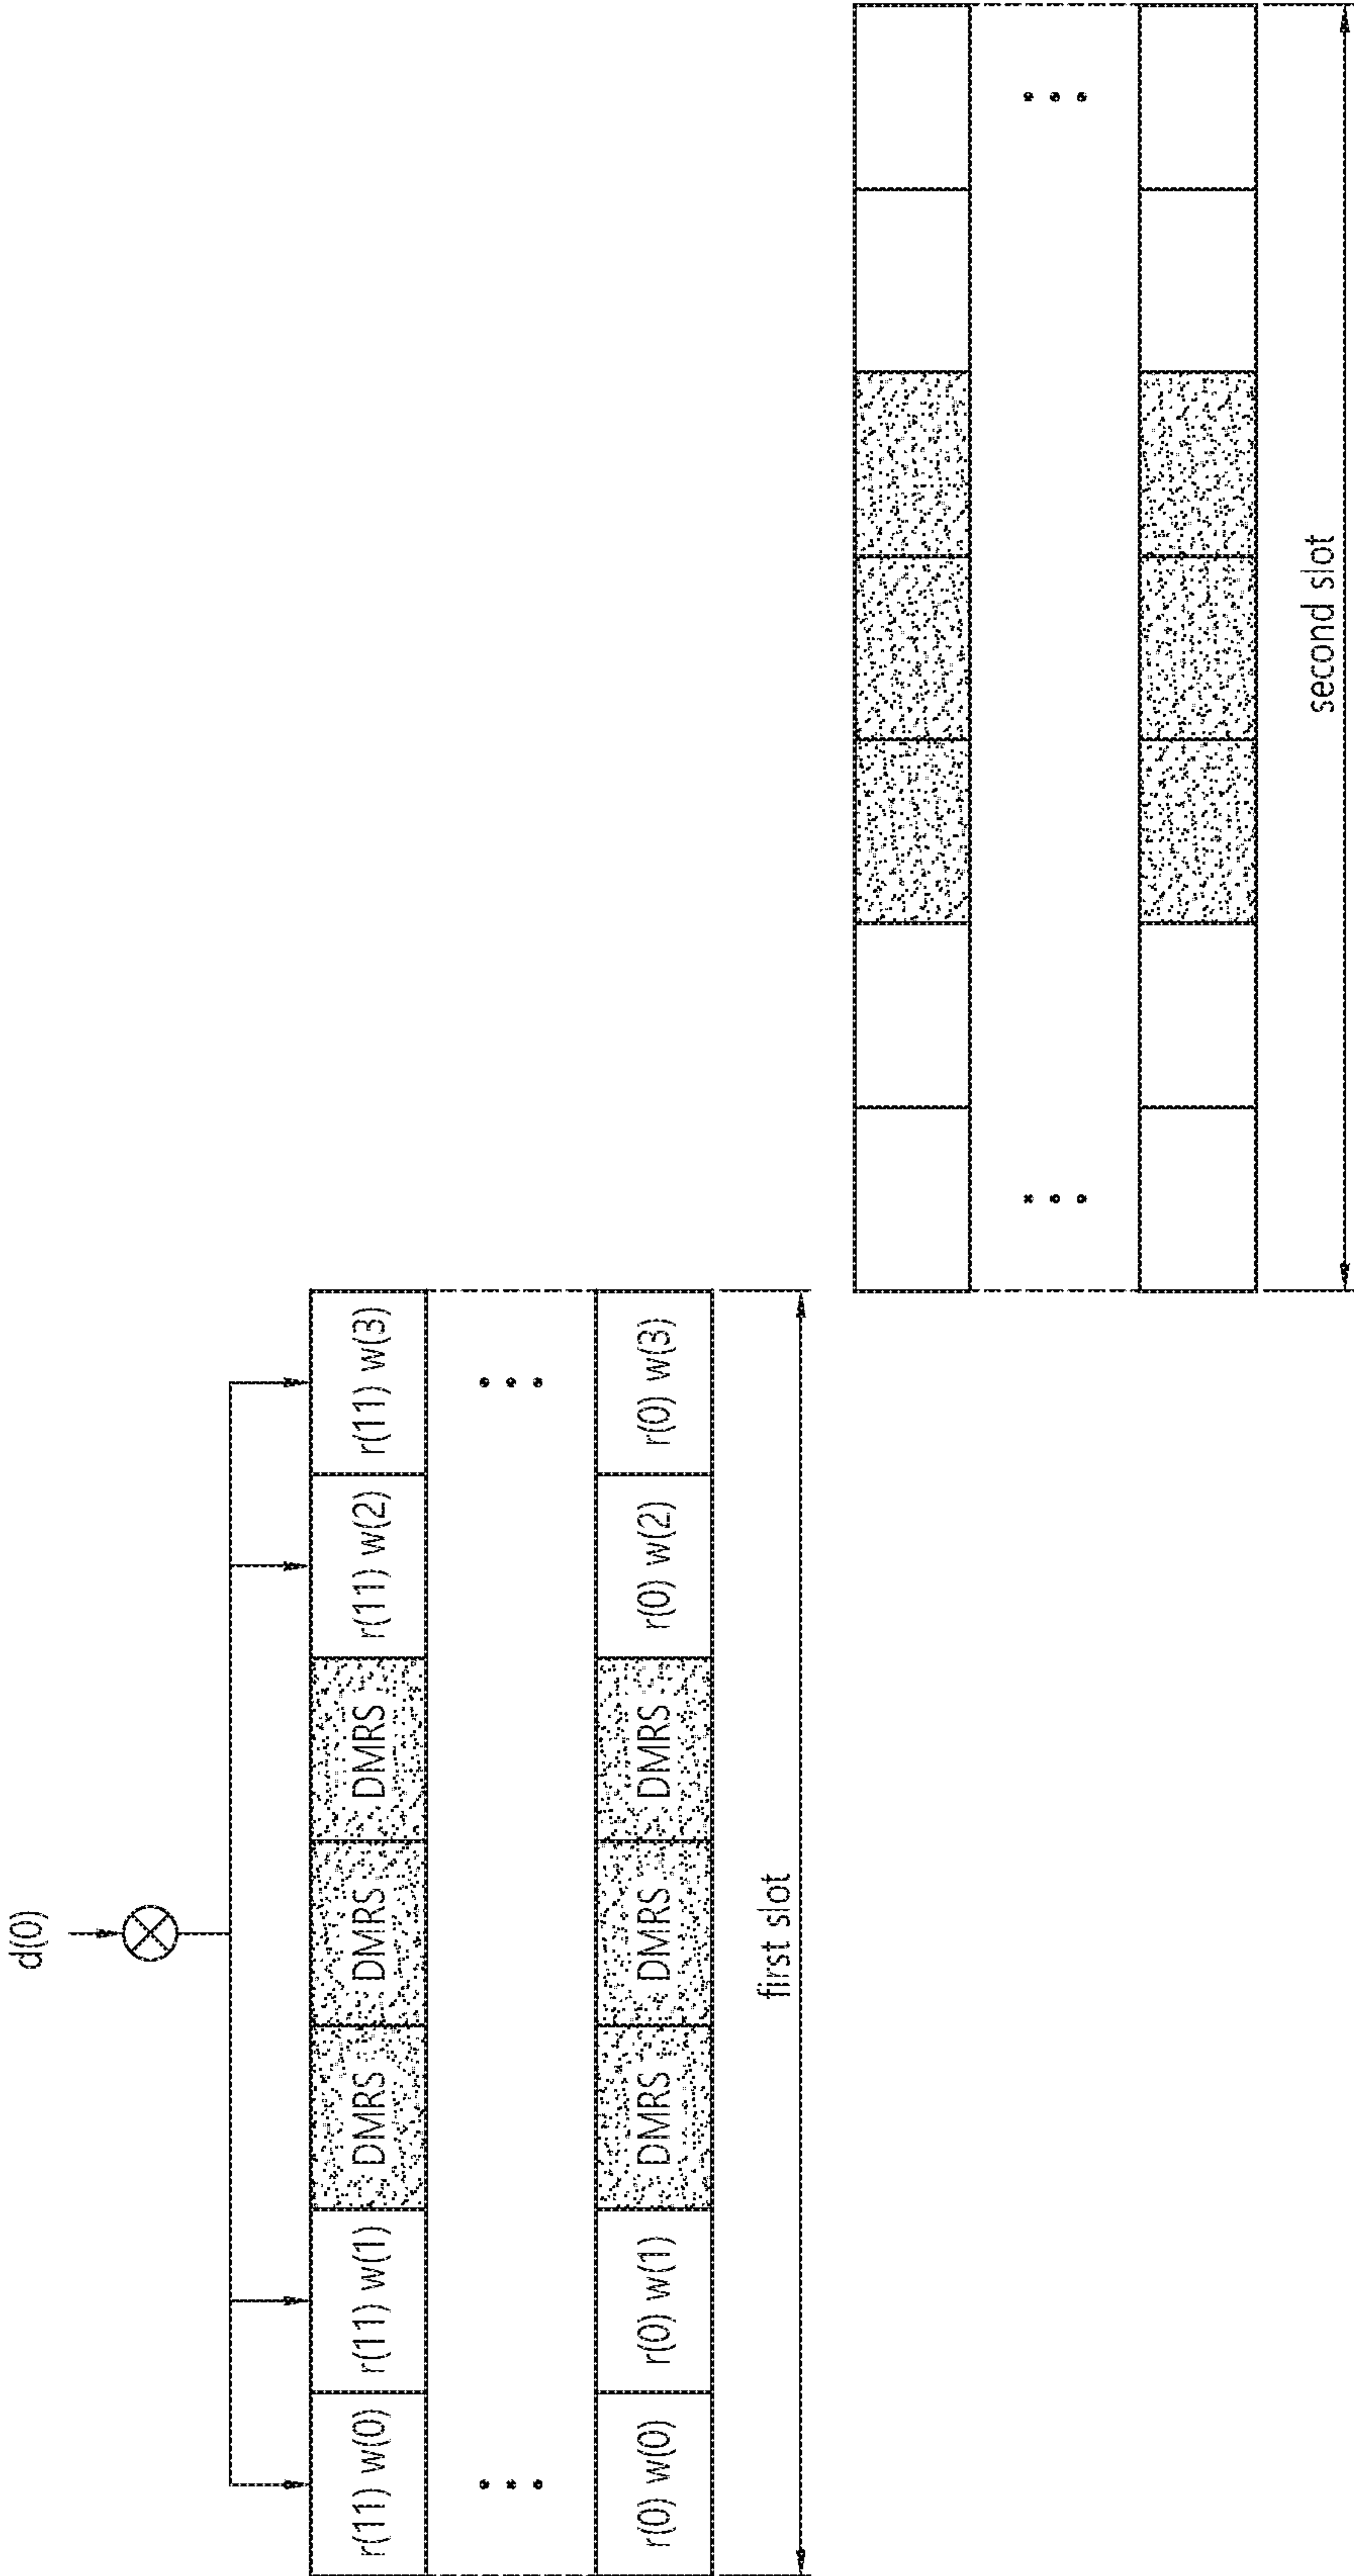 d(0)
r(11) w(0)
r(11) w(1)
DMRS
DMRS
DMRS
r(11) w(2)
r(11) w(3)
r(0) w(0)
r(0) w(1)
DMRS
DMRS
DMRS
r(0) w(2)
r(0) w(3)
first slot
second slot